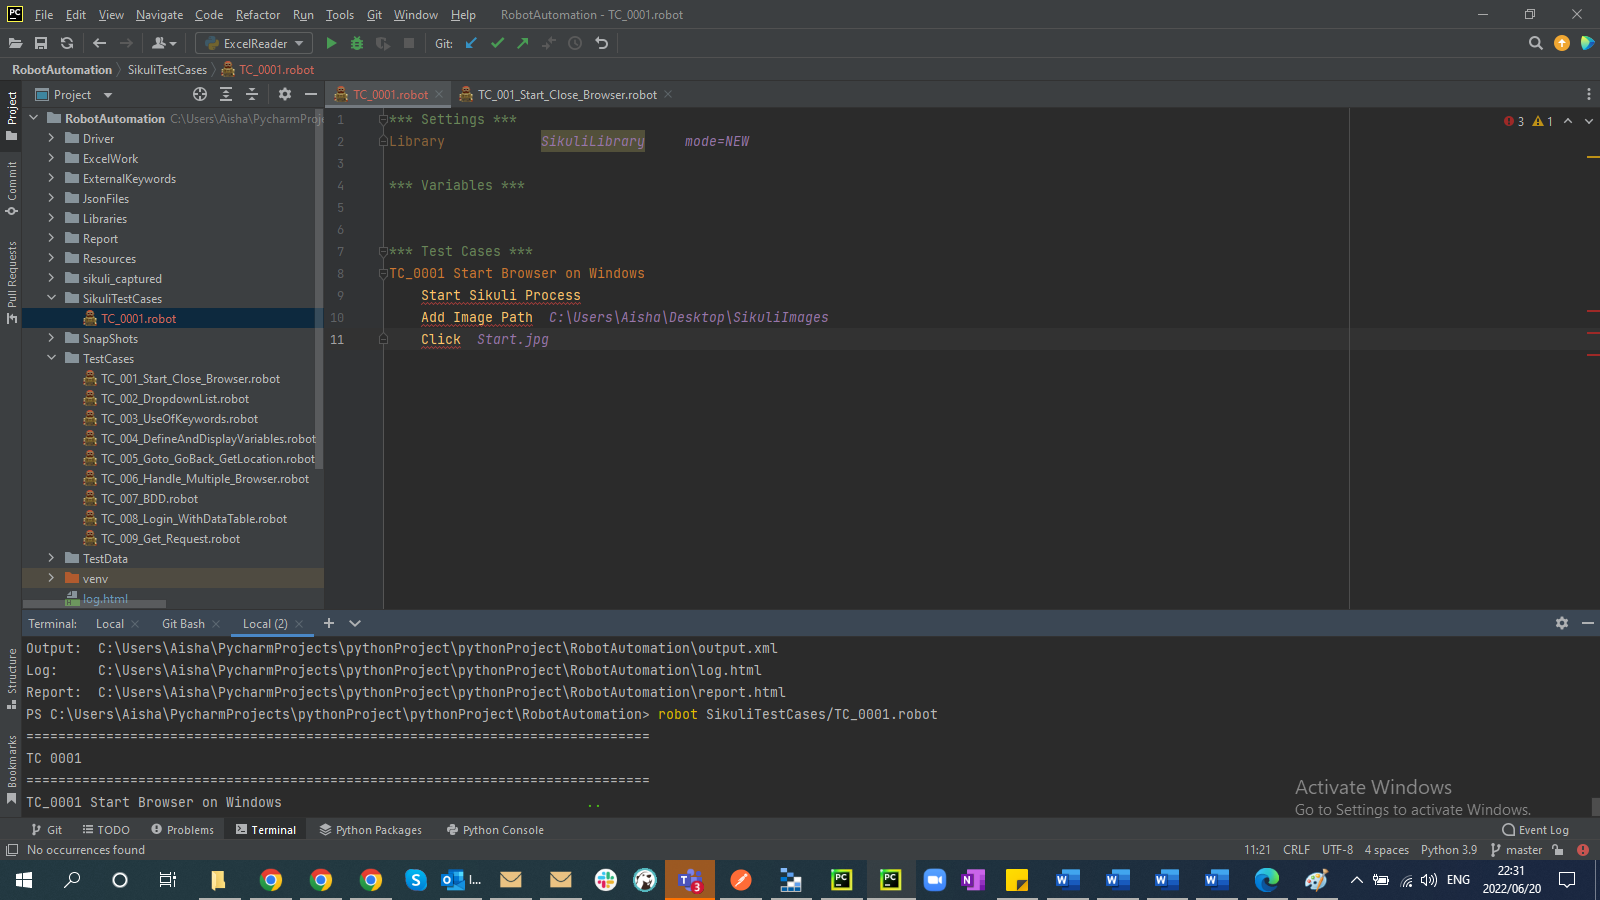 File Edit View Navigate Code Refactor Run Tools Git Window Help RobotAutomation - TC_0001.robot
ExcelReader Git:
RobotAutomation SikuliTestCases TC_0001.robot
Project
TC_0001.robot TC_001_Start_Close_Browser.robot
RobotAutomation C:\Users\Aisha\PycharmProje
Driver
ExcelWork
ExternalKeywords
JsonFiles
Libraries
Report
Resources
sikuli_captured
SikuliTestCases
TC_0001.robot
SnapShots
TestCases
TC_001_Start_Close_Browser.robot
TC_002_DropdownList.robot
TC_003_UseOfKeywords.robot
TC_004_DefineAndDisplayVariables.robot
TC_005_Goto_GoBack_GetLocation.robot
TC_006_Handle_Multiple_Browser.robot
TC_007_BDD.robot
TC_008_Login_WithDataTable.robot
TC_009_Get_Request.robot
TestData
venv
log.html
Project
Commit
Pull Requests
Structure
Bookmarks
3 1
1 *** Settings ***
2 Library SikuliLibrary mode=NEW
3
4 *** Variables ***
5
6
7 *** Test Cases ***
8 TC_0001 Start Browser on Windows
9 Start Sikuli Process
10 Add Image Path C:\Users\Aisha\Desktop\SikuliImages
11 Click Start.jpg
Terminal: Local Git Bash Local (2)
Output: C:\Users\Aisha\PycharmProjects\pythonProject\pythonProject\RobotAutomation\output.xml
Log: C:\Users\Aisha\PycharmProjects\pythonProject\pythonProject\RobotAutomation\log.html
Report: C:\Users\Aisha\PycharmProjects\pythonProject\pythonProject\RobotAutomation\report.html
PS C:\Users\Aisha\PycharmProjects\pythonProject\pythonProject\RobotAutomation> robot SikuliTestCases/TC_0001.robot
==============================================================================
TC 0001
==============================================================================
TC_0001 Start Browser on Windows ..
Activate Windows
Go to Settings to activate Windows.
Git TODO Problems Terminal Python Packages Python Console Event Log
No occurrences found 11:21 CRLF UTF-8 4 spaces Python 3.9 master
I... 3 ENG 22:31
2022/06/20